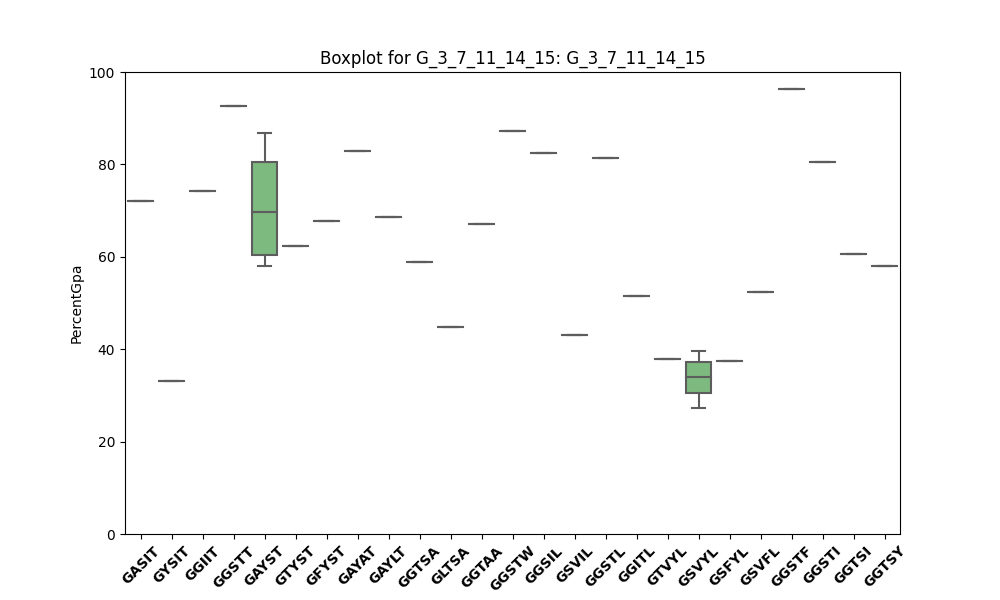 Boxplot for G_3_7_11_14_15: G_3_7_11_14_15
PercentGpa
100
80
60
40
20
0
GASIT
GYSIT
GGIIT
GGSTT
GAYST
GTYST
GFYST
GAYAT
GAYLT
GGTSA
GLTSA
GGTAA
GGSTW
GGSIL
GSVIL
GGSTL
GGITL
GTVYL
GSVYL
GSFYL
GSVFL
GGSTF
GGSTI
GGTSI
GGTSY